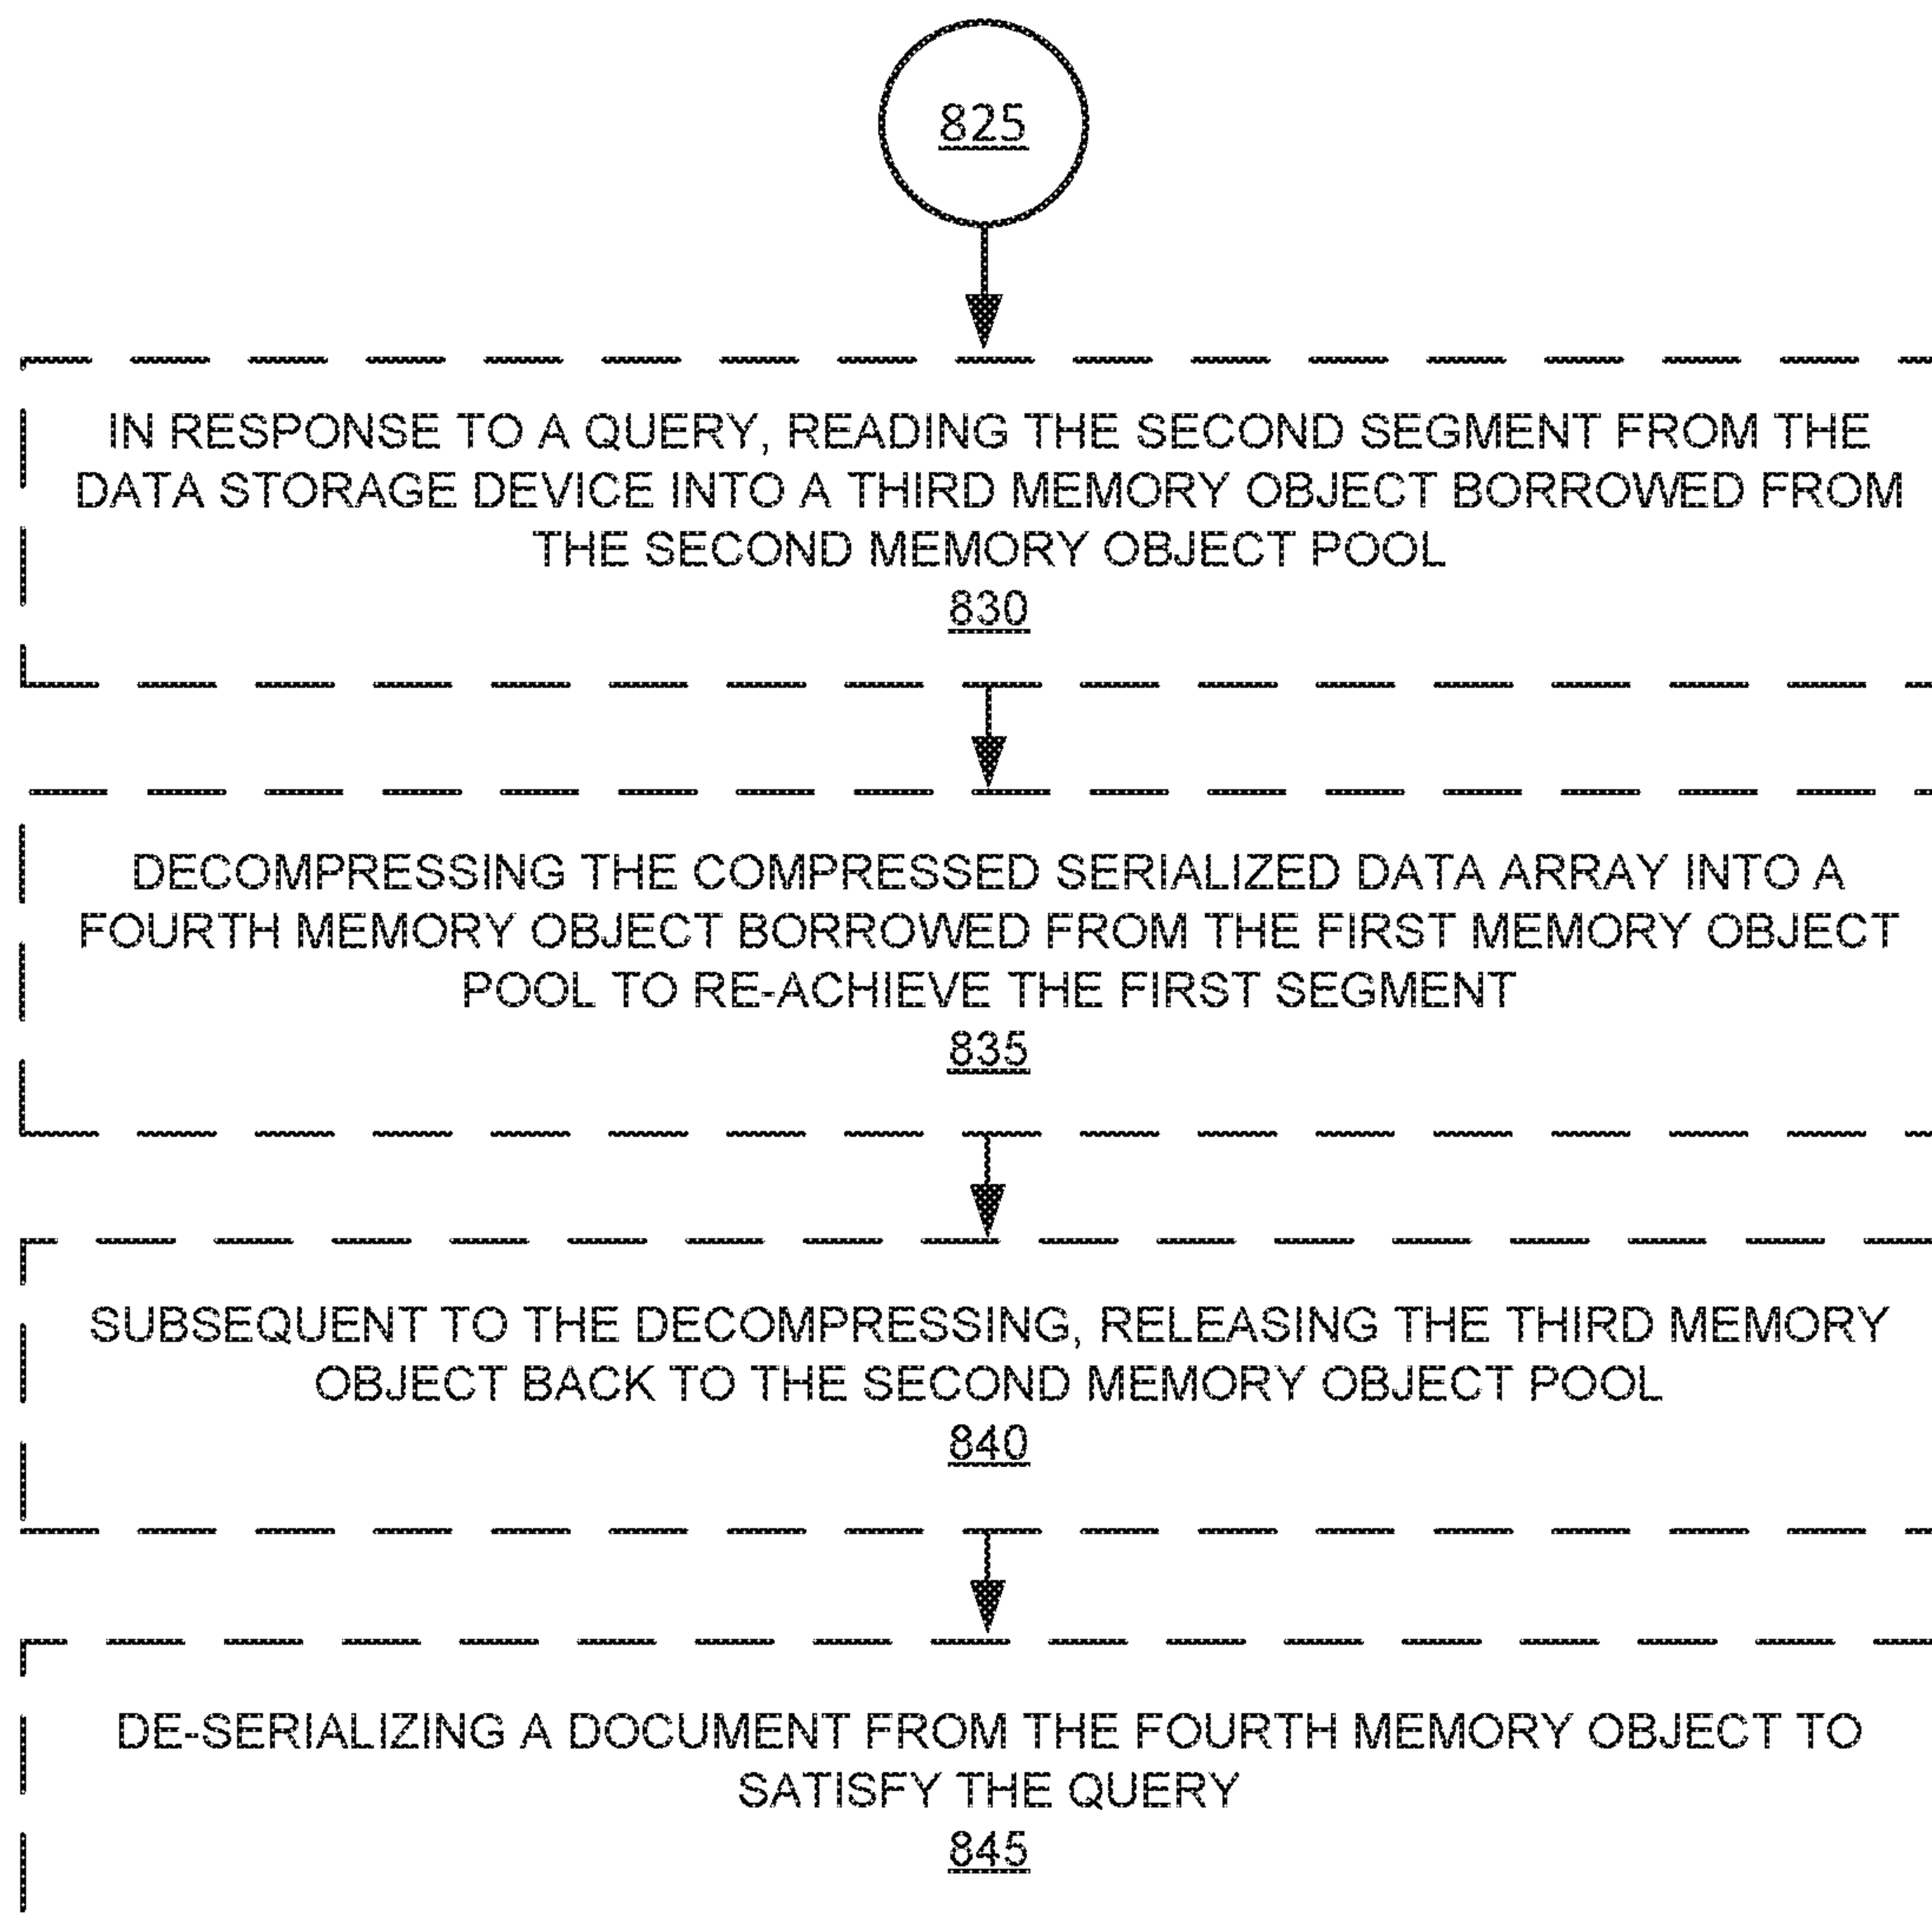 825
IN RESPONSE TO A QUERY, READING THE SECOND SEGMENT FROM THE
DATA STORAGE DEVICE INTO A THIRD MEMORY OBJECT BORROWED FROM
THE SECOND MEMORY OBJECT POOL
830
DECOMPRESSING THE COMPRESSED SERIALIZED DATA ARRAY INTO A
FOURTH MEMORY OBJECT BORROWED FROM THE FIRST MEMORY OBJECT
POOL TO RE-ACHIEVE THE FIRST SEGMENT
835
SUBSEQUENT TO THE DECOMPRESSING, RELEASING THE THIRD MEMORY
OBJECT BACK TO THE SECOND MEMORY OBJECT POOL
840
DE-SERIALIZING A DOCUMENT FROM THE FOURTH MEMORY OBJECT TO
SATISFY THE QUERY
845